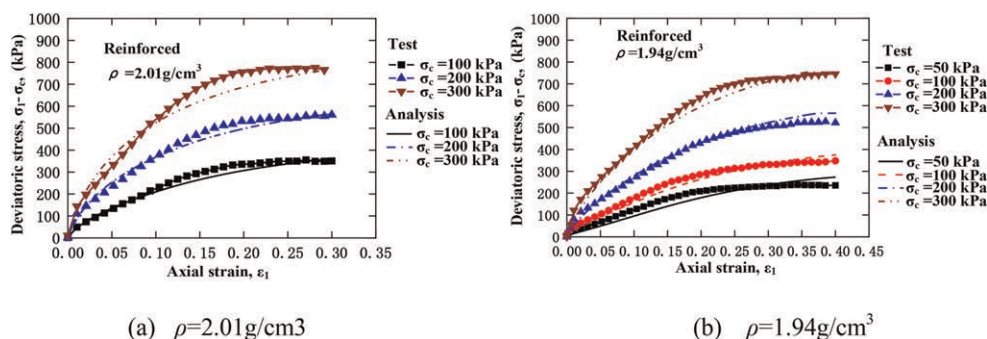 1000
900
800
700
600
500
400
300
200
100
0
Deviatoric stress, σ₁- σc, (kPa)
Reinforced
ρ =2.01g/cm³
0.00 0.05 0.10 0.15 0.20 0.25 0.30 0.35
Axial strain, ε₁
Test
σc =100 kPa
σc =200 kPa
σc =300 kPa
Analysis
σc =100 kPa
σc =200 kPa
σc =300 kPa
(a) ρ=2.01g/cm3
1000
900
800
700
600
500
400
300
200
100
0
Deviatoric stress, σ₁- σc, (kPa)
Reinforced
ρ=1.94g/cm³
0.00 0.05 0.10 0.15 0.20 0.25 0.30 0.35 0.40 0.45
Axial strain, ε₁
Test
σc =50 kPa
σc =100 kPa
σc =200 kPa
σc =300 kPa
Analysis
σc =50 kPa
σc =100 kPa
σc =200 kPa
σc =300 kPa
(b) ρ=1.94g/cm³